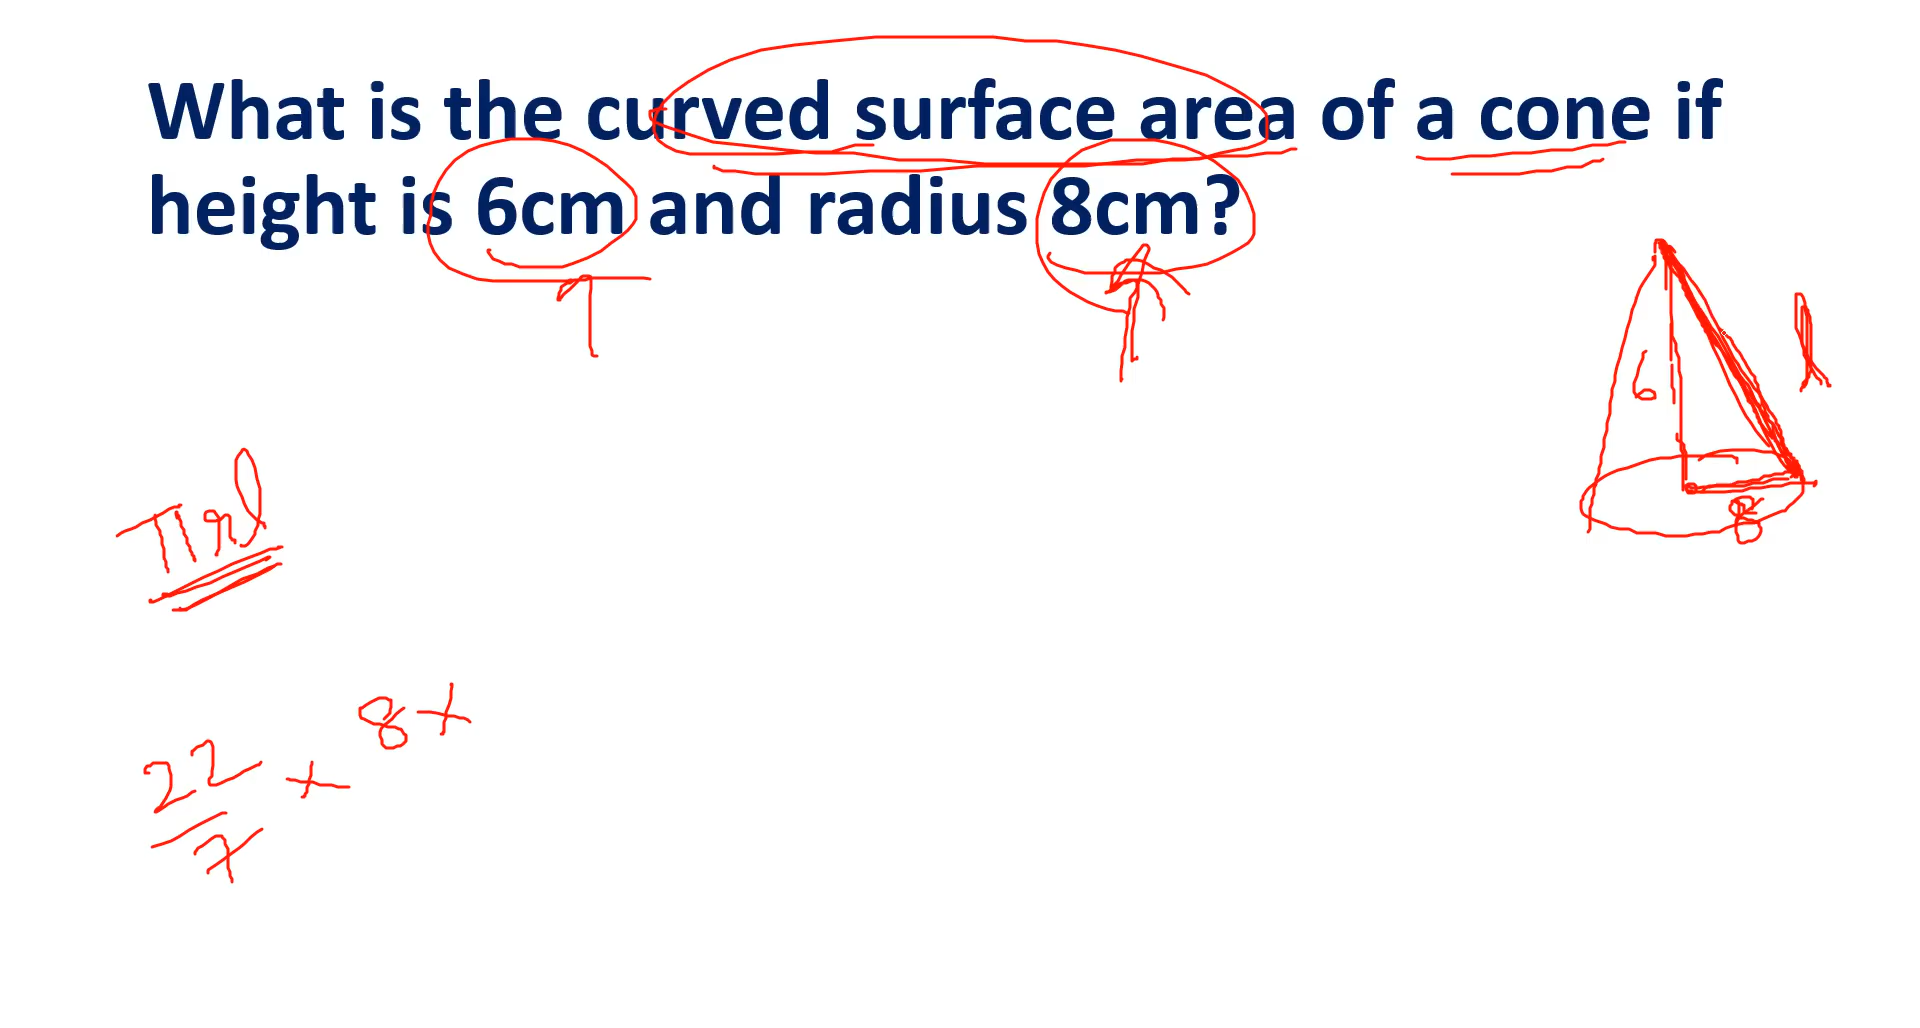 What is the curved surface area of a cone if
height is 6cm and radius 8cm?
6
l
8
πrl
22/7 × 8 ×